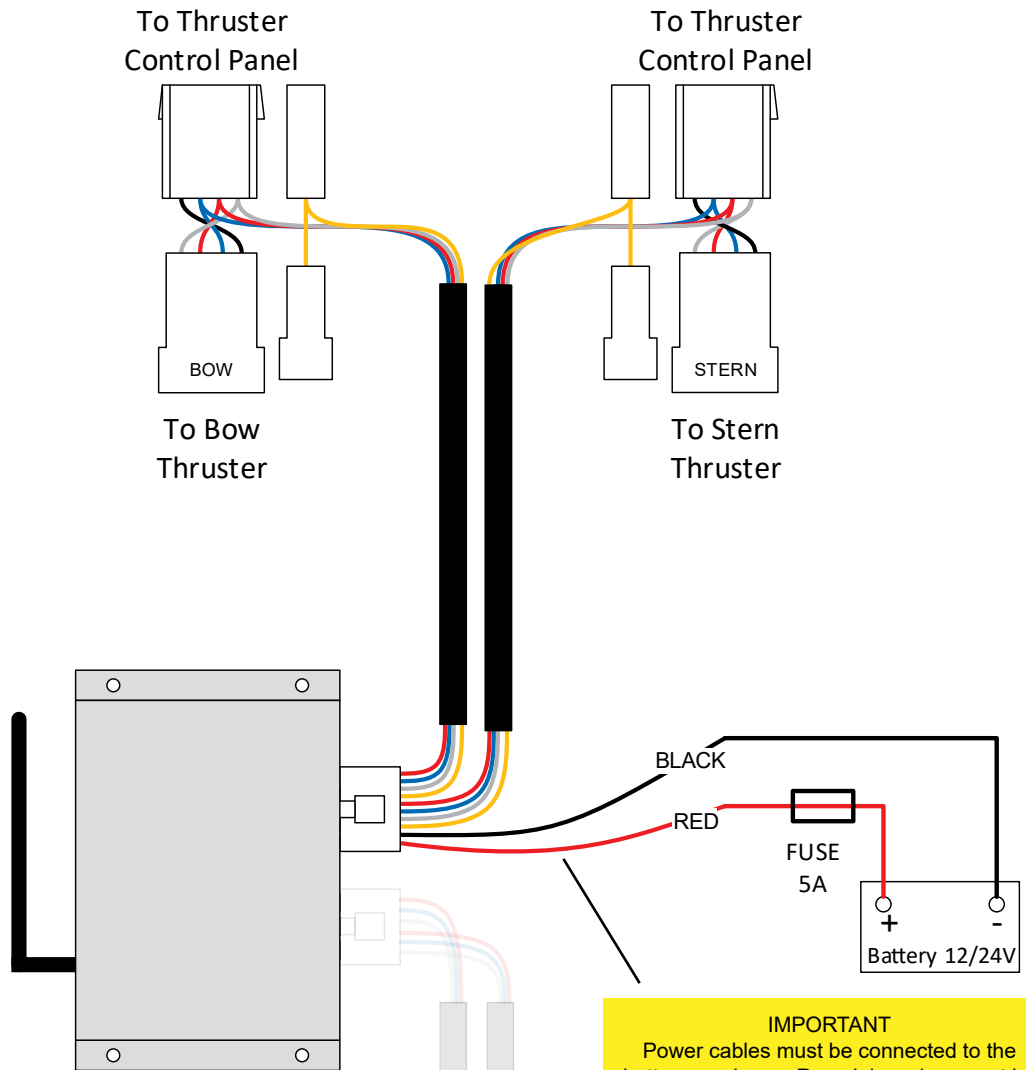 To Thruster
Control Panel
To Thruster
Control Panel
BOW
STERN
To Bow
Thruster
To Stern
Thruster
BLACK
RED
FUSE
5A
+
-
Battery 12/24V
IMPORTANT
Power cables must be connected to the